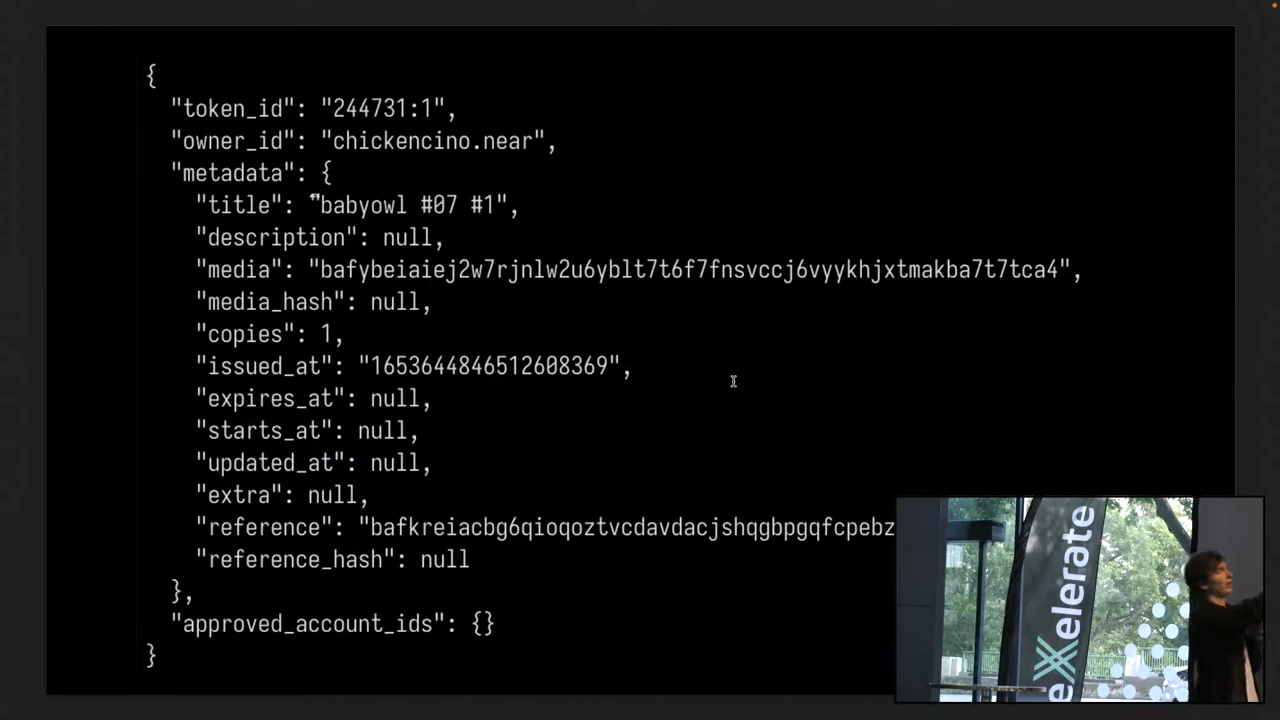 {
"token_id": "244731:1",
"owner_id": "chickencino.near",
"metadata": {
"title": "babyowl #07 #1",
"description": null,
"media": "bafybeiaiej2w7rjnlw2u6yblt7t6f7fnsvccj6vyykhjxtmakba7t7tca4",
"media_hash": null,
"copies": 1,
"issued_at": "1653644846512608369",
"expires_at": null,
"starts_at": null,
"updated_at": null,
"extra": null,
"reference": "bafkreiacbg6qioqoztvcdavdacjshqgbpgqfcpebz
"reference_hash": null
},
"approved_account_ids": {}
}
eXelerate